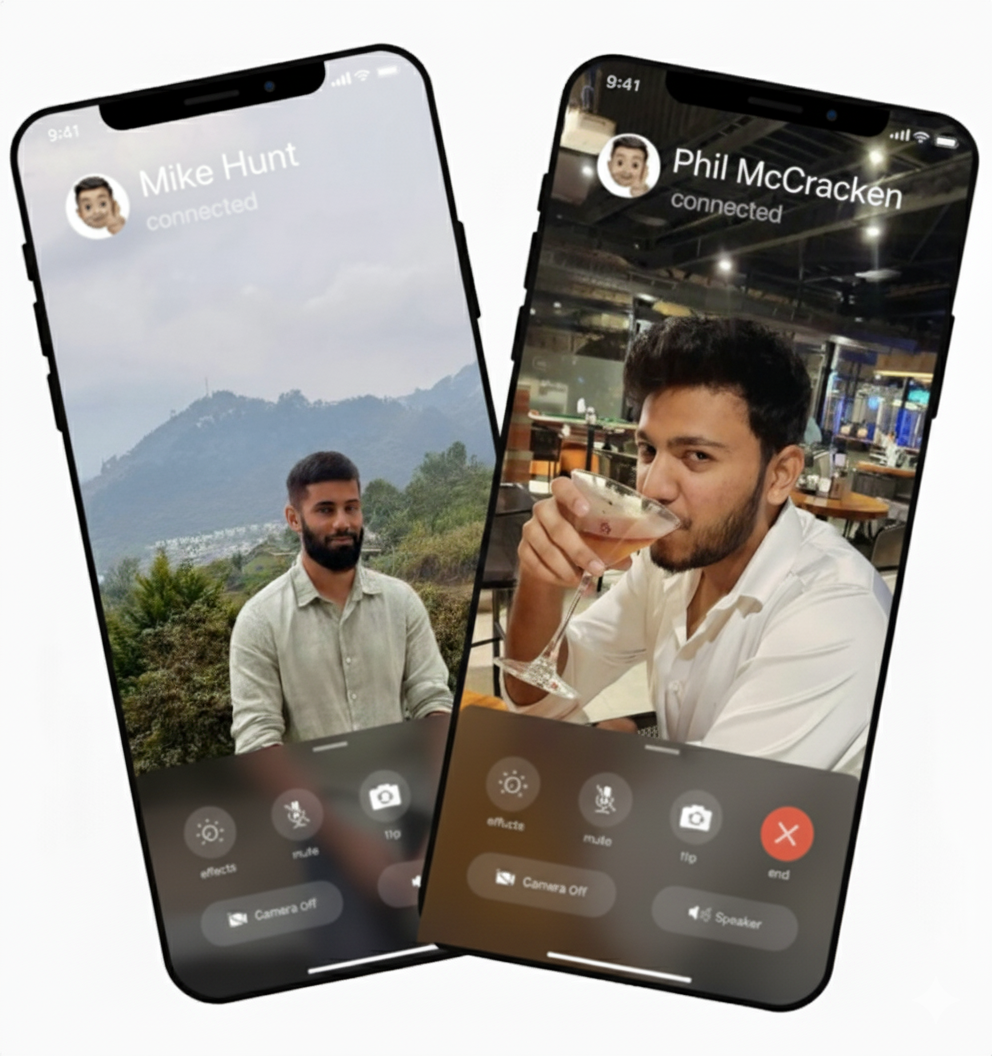 9:41
Mike Hunt
connected
effects
mute
flip
Camera Off
9:41
Phil McCracken
connected
effects
mute
flip
end
Camera Off
Speaker